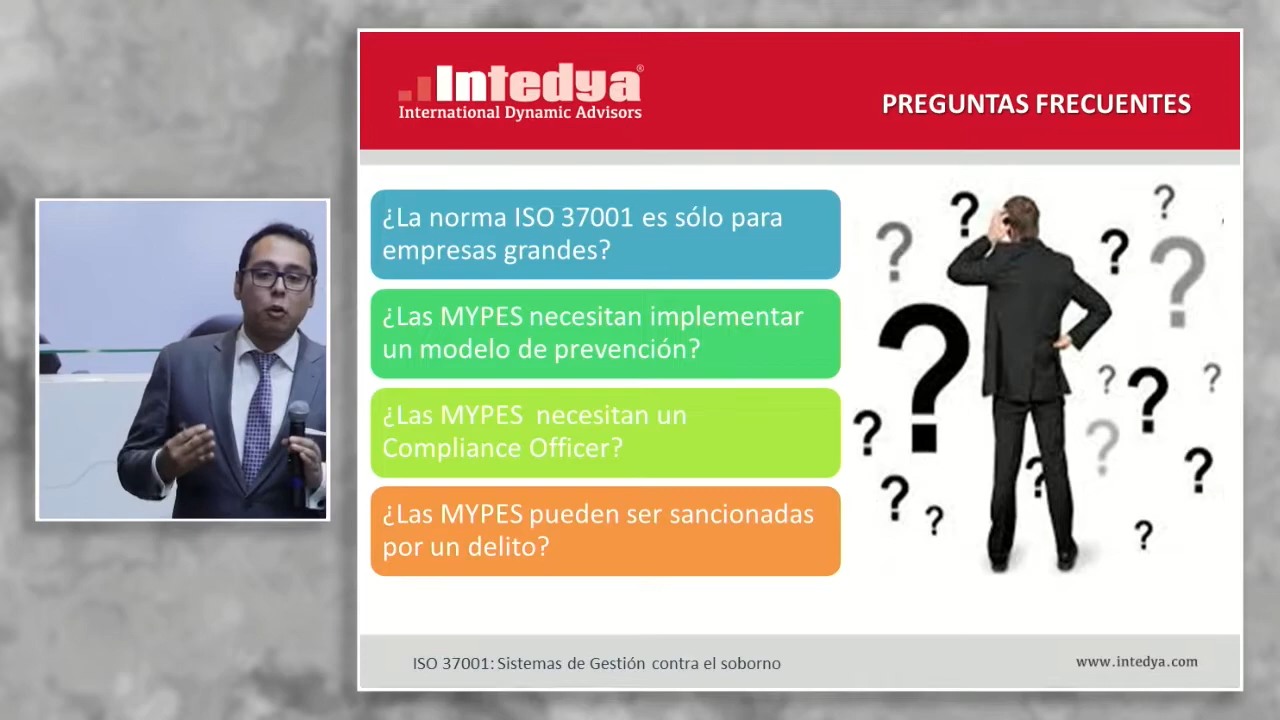 Intedya®
International Dynamic Advisors
PREGUNTAS FRECUENTES
¿La norma ISO 37001 es sólo para
empresas grandes?
¿Las MYPES necesitan implementar
un modelo de prevención?
¿Las MYPES necesitan un
Compliance Officer?
¿Las MYPES pueden ser sancionadas
por un delito?
? ? ? ? ? ? ? ? ? ? ? ? ? ? ? ?
ISO 37001: Sistemas de Gestión contra el soborno
www.intedya.com